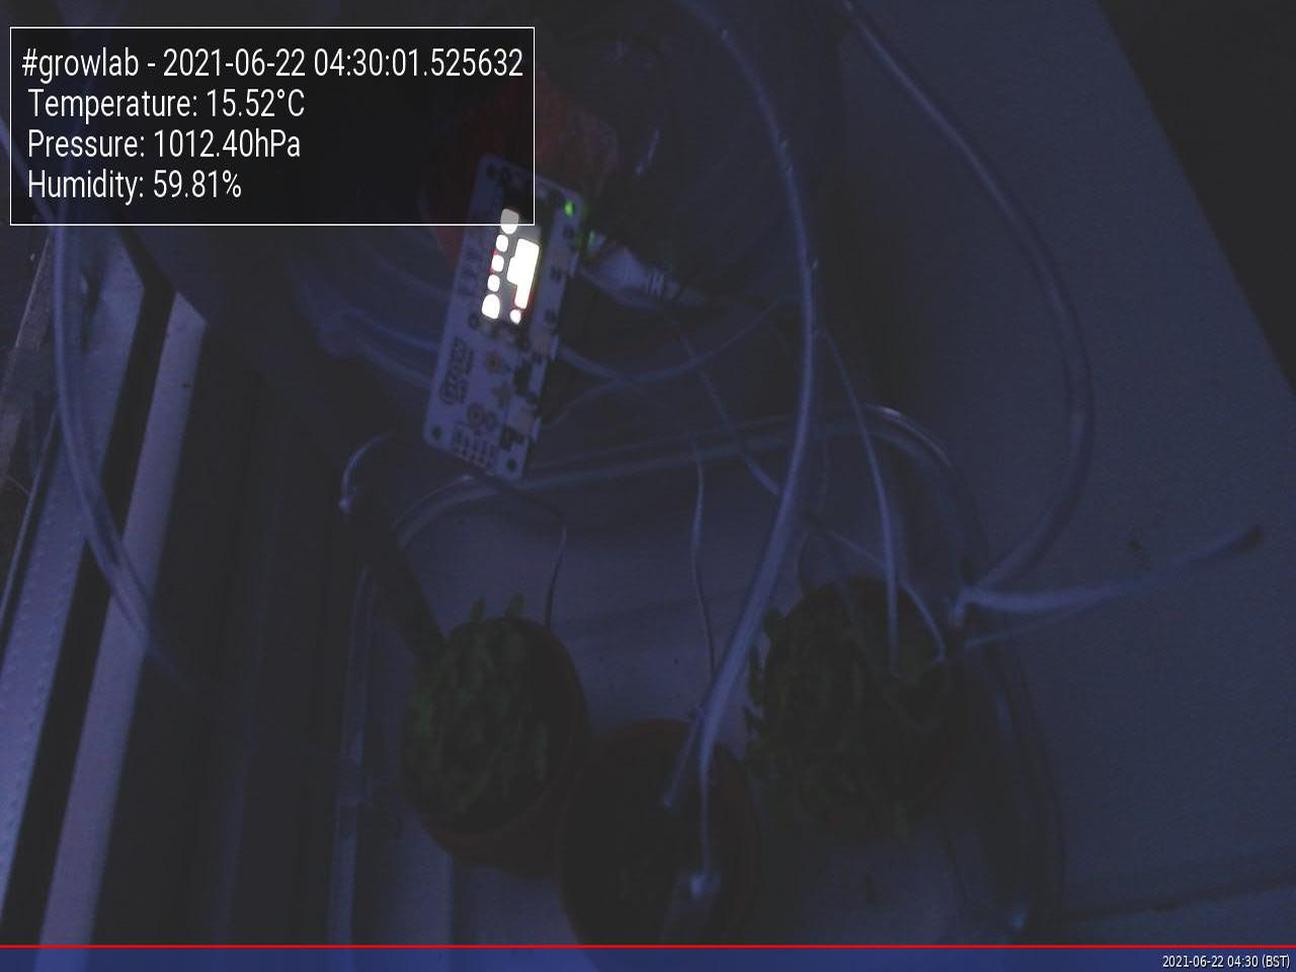 #growlab - 2021-06-22 04:30:01.525632
Temperature: 15.52°C
Pressure: 1012.40hPa
Humidity: 59.81%
2021-06-22 04:30 (BST)